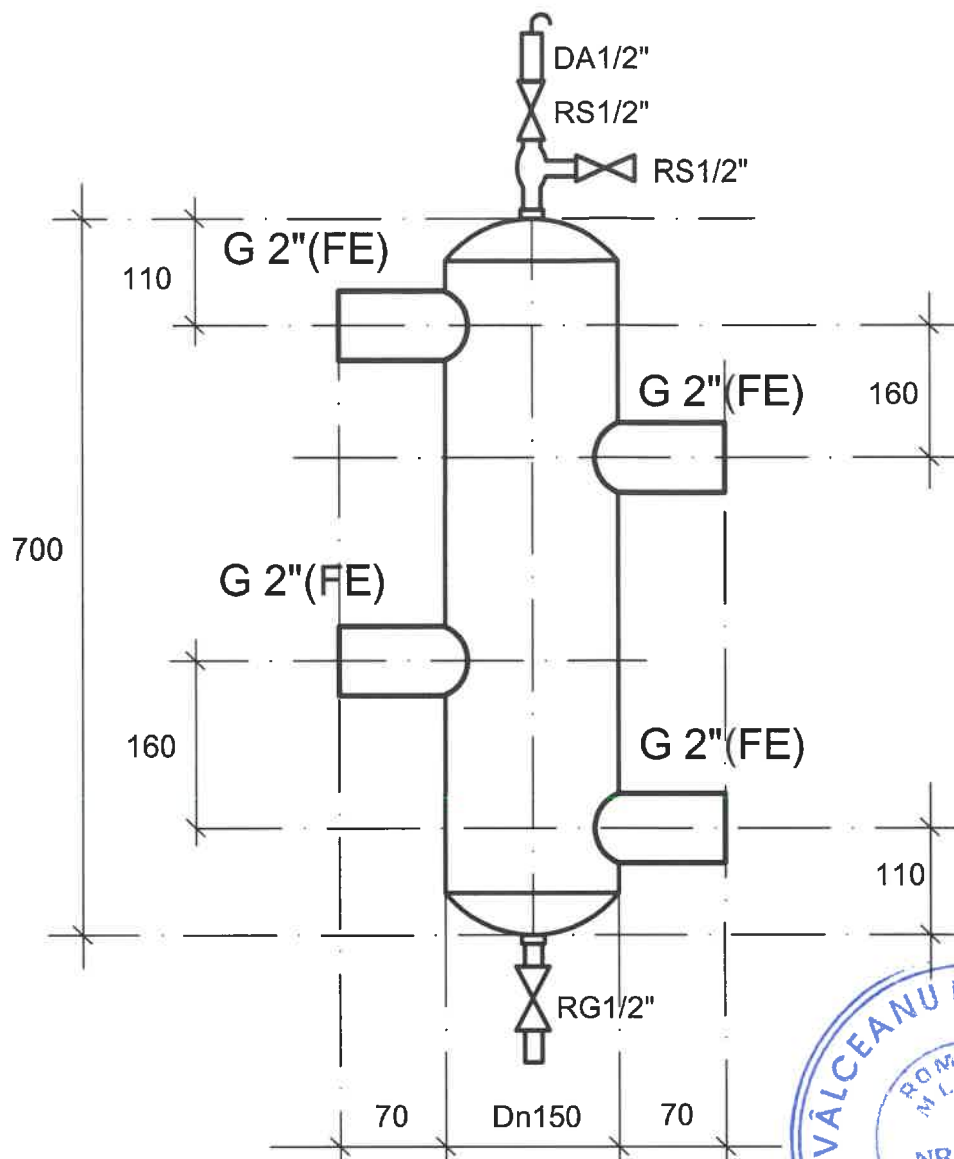 DA1/2"
RS1/2"
RS1/2"
G 2"(FE)
110
G 2"(FE)
160
700
G 2"(FE)
160
G 2"(FE)
110
RG1/2"
70
Dn150
70
VÂLCEANU